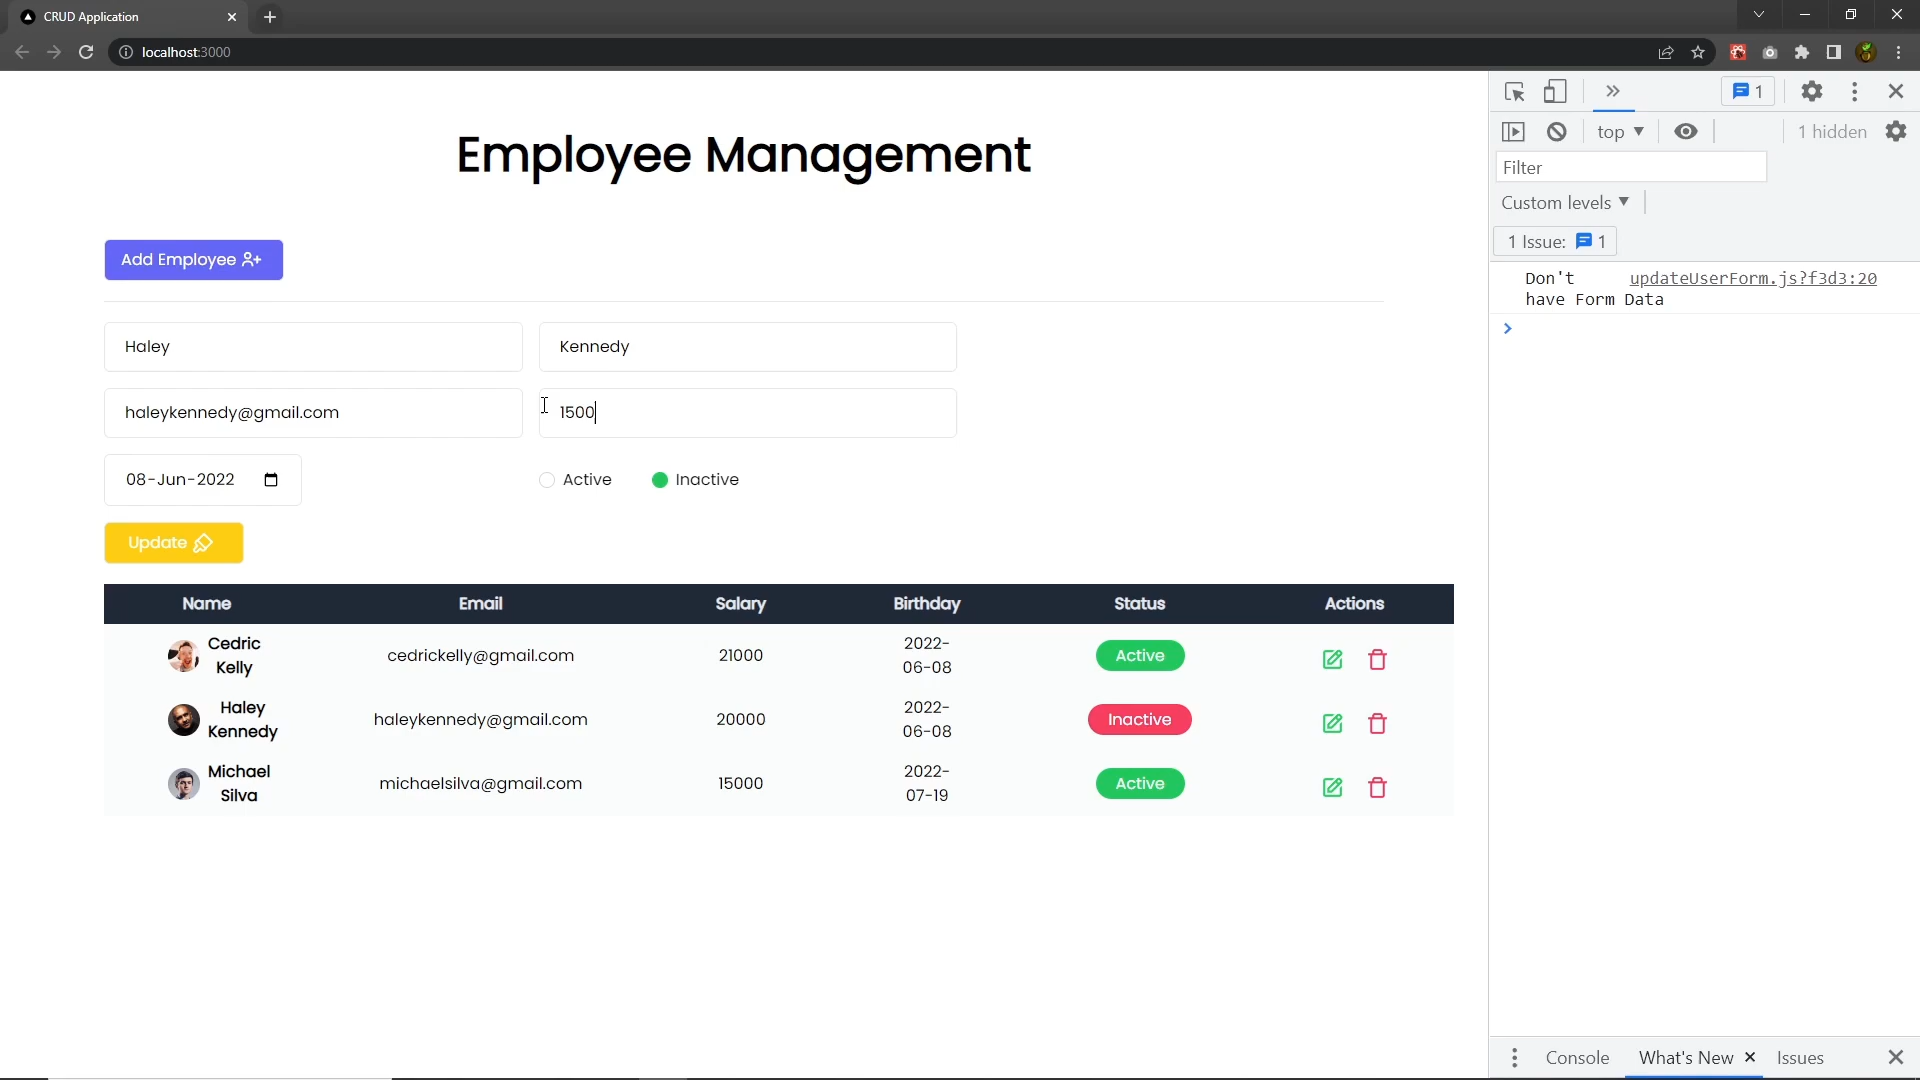 CRUD Application
localhost:3000
1
top
1 hidden
Filter
Custom levels
1 Issue: 1
Don't updateUserForm.js?f3d3:20
have Form Data
Employee Management
Add Employee
Haley
Kennedy
haleykennedy@gmail.com
1500
08-Jun-2022
Active
Inactive
Update
Name Email Salary Birthday Status Actions
Cedric
Kelly
cedrickelly@gmail.com
21000
2022-
06-08
Active
Haley
Kennedy
haleykennedy@gmail.com
20000
2022-
06-08
Inactive
Michael
Silva
michaelsilva@gmail.com
15000
2022-
07-19
Active
Console What's New Issues